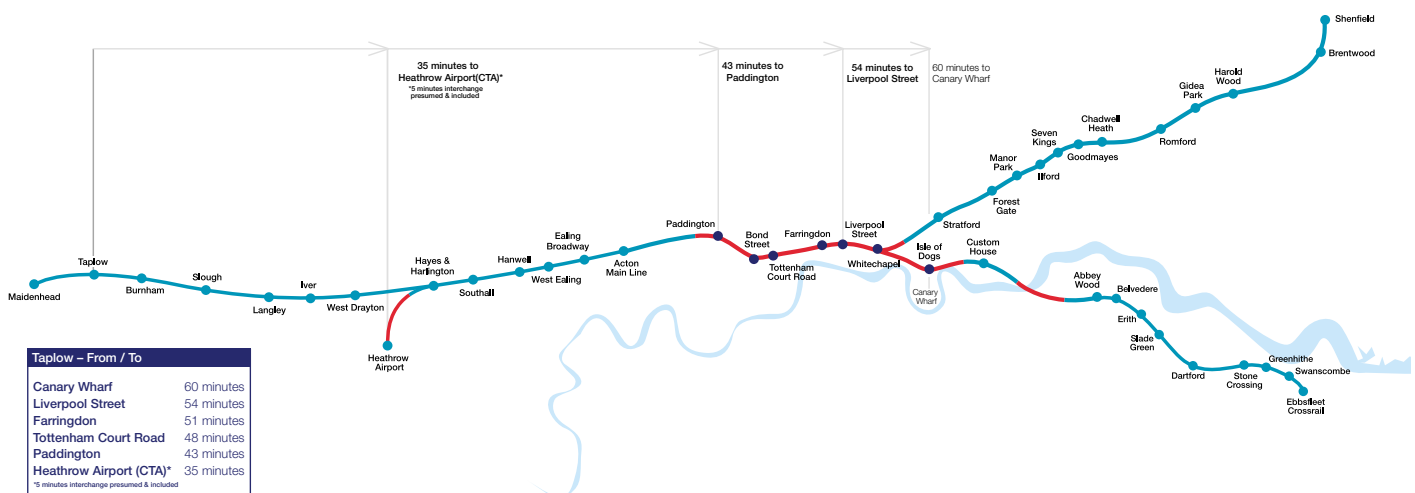 Shenfield
Brentwood
Harold
Wood
Gidea
Park
Romford
Chadwell
Heath
Goodmayes
Seven
Kings
Ilford
Manor
Park
Forest
Gate
Stratford
35 minutes to
Heathrow Airport(CTA)*
*5 minutes interchange
presumed & included
43 minutes to
Paddington
54 minutes to
Liverpool Street
60 minutes to
Canary Wharf
Maidenhead
Taplow
Burnham
Slough
Langley
Iver
West Drayton
Heathrow
Airport
Hayes &
Harlington
Southall
Hanwell
West Ealing
Ealing
Broadway
Acton
Main Line
Paddington
Bond
Street
Tottenham
Court Road
Farringdon
Liverpool
Street
Whitechapel
Isle of
Dogs
Canary
Wharf
Custom
House
Abbey
Wood
Belvedere
Erith
Slade
Green
Dartford
Stone
Crossing
Greenhithe
Swanscombe
Ebbsfleet
Crossrail
Taplow – From / To
Canary Wharf 60 minutes
Liverpool Street 54 minutes
Farringdon 51 minutes
Tottenham Court Road 48 minutes
Paddington 43 minutes
Heathrow Airport (CTA)* 35 minutes
*5 minutes interchange presumed & included